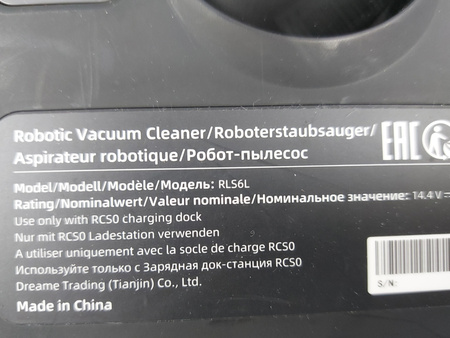 Robotic Vacuum Cleaner/Roboterstaubsauger/
Aspirateur robotique/Робот-пылесос
EAC
Model/Modell/Modèle/Модель: RLS6L
Rating/Nominalwert/Valeur nominale/Номинальное значение: 14.4V
Use only with RCS0 charging dock
Nur mit RCS0 Ladestation verwenden
A utiliser uniquement avec la socle de charge RCS0
Используйте только с Зарядная док-станция RCS0
Dreame Trading (Tianjin) Co., Ltd.
S/N:
Made in China